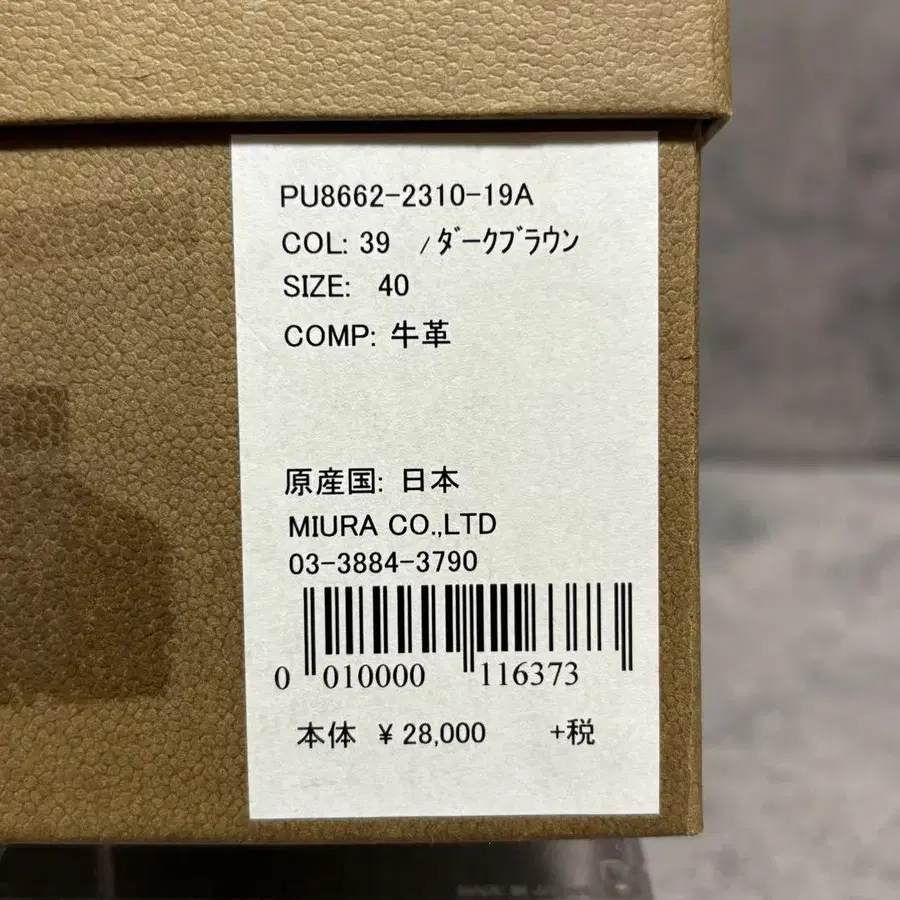 PU8662-2310-19A
COL: 39 /ﾀﾞｰｸﾌﾞﾗｳﾝ
SIZE: 40
COMP: 牛革
原産国: 日本
MIURA CO.,LTD
03-3884-3790
0 010000 116373
本体 ¥ 28,000 +税